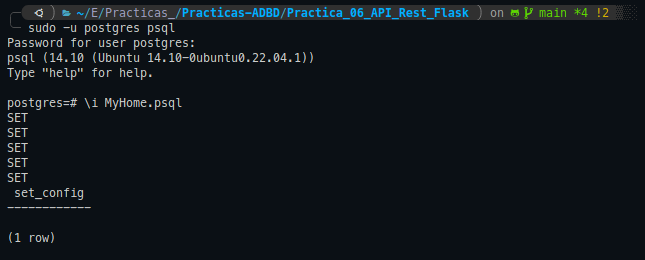 ) ~/E/Practicas_/Practicas-ADBD/Practica_06_API_Rest_Flask ) on main *4 !2
sudo -u postgres psql
Password for user postgres:
psql (14.10 (Ubuntu 14.10-0ubuntu0.22.04.1))
Type "help" for help.
postgres=# \i MyHome.psql
SET
SET
SET
SET
SET
set_config
------------
(1 row)